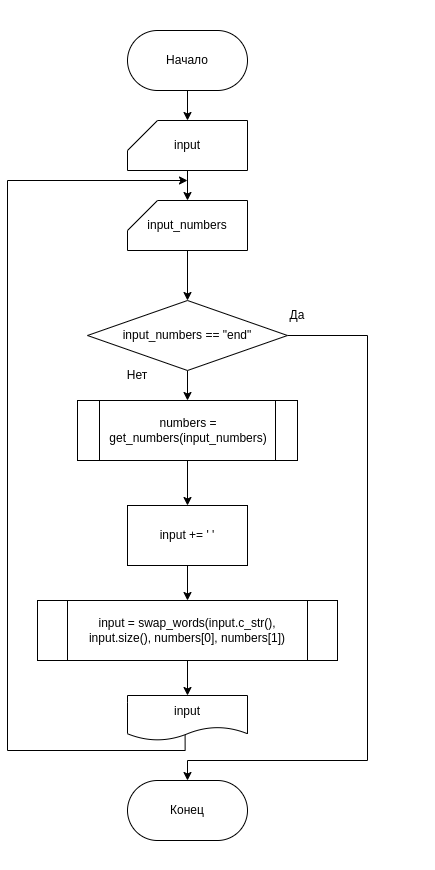 Начало
input
input_numbers
input_numbers == "end"
Да
Нет
numbers =
get_numbers(input_numbers)
input += ' '
input = swap_words(input.c_str(),
input.size(), numbers[0], numbers[1])
input
Конец